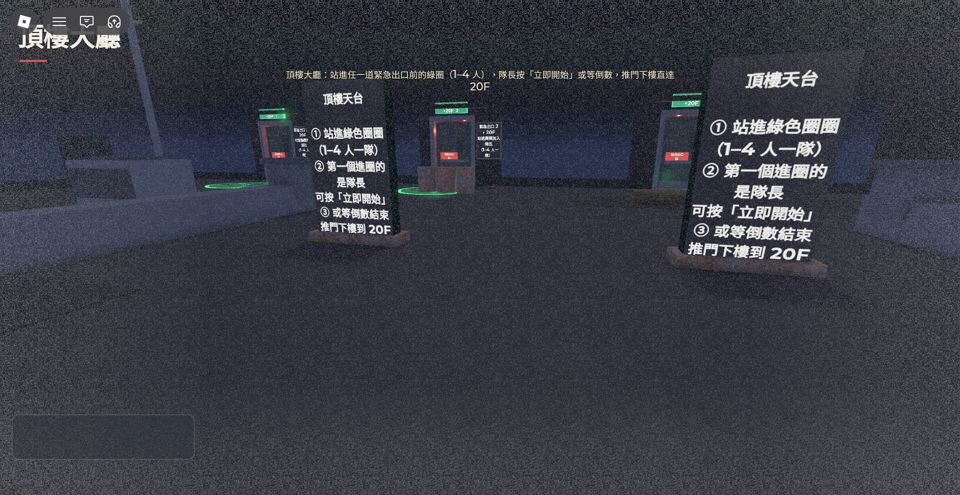 頂樓大廳
頂樓大廳：站進任一道緊急出口前的綠圈（1–4 人），隊長按「立即開始」或等倒數，推門下樓直達
20F
頂樓天台
① 站進綠色圈圈
（1–4 人一隊）
② 第一個進圈的
是隊長
可按「立即開始」
③ 或等倒數結束
推門下樓到 20F
頂樓天台
① 站進綠色圈圈
（1–4 人一隊）
② 第一個進圈的
是隊長
可按「立即開始」
③ 或等倒數結束
推門下樓到 20F